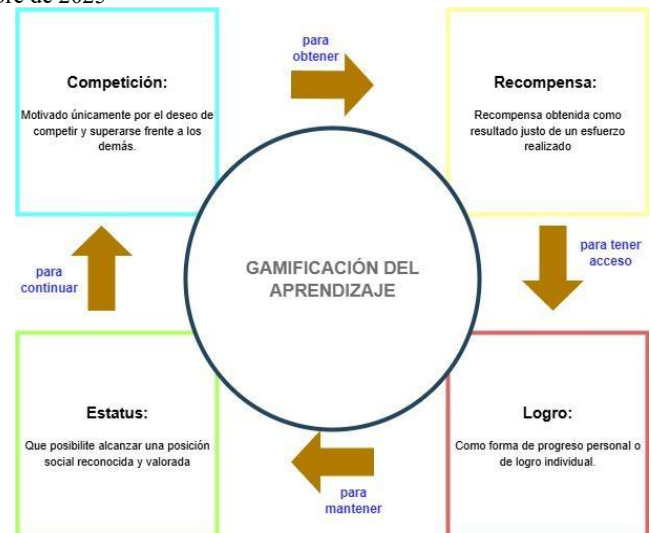 de 2025
para
obtener
Competición:
Motivado únicamente por el deseo de
competir y superarse frente a los
demás.
Recompensa:
Recompensa obtenida como
resultado justo de un esfuerzo
realizado
para tener
acceso
GAMIFICACIÓN DEL
APRENDIZAJE
Logro:
Como forma de progreso personal o
de logro individual.
para
mantener
Estatus:
Que posibilite alcanzar una posición
social reconocida y valorada
para
continuar